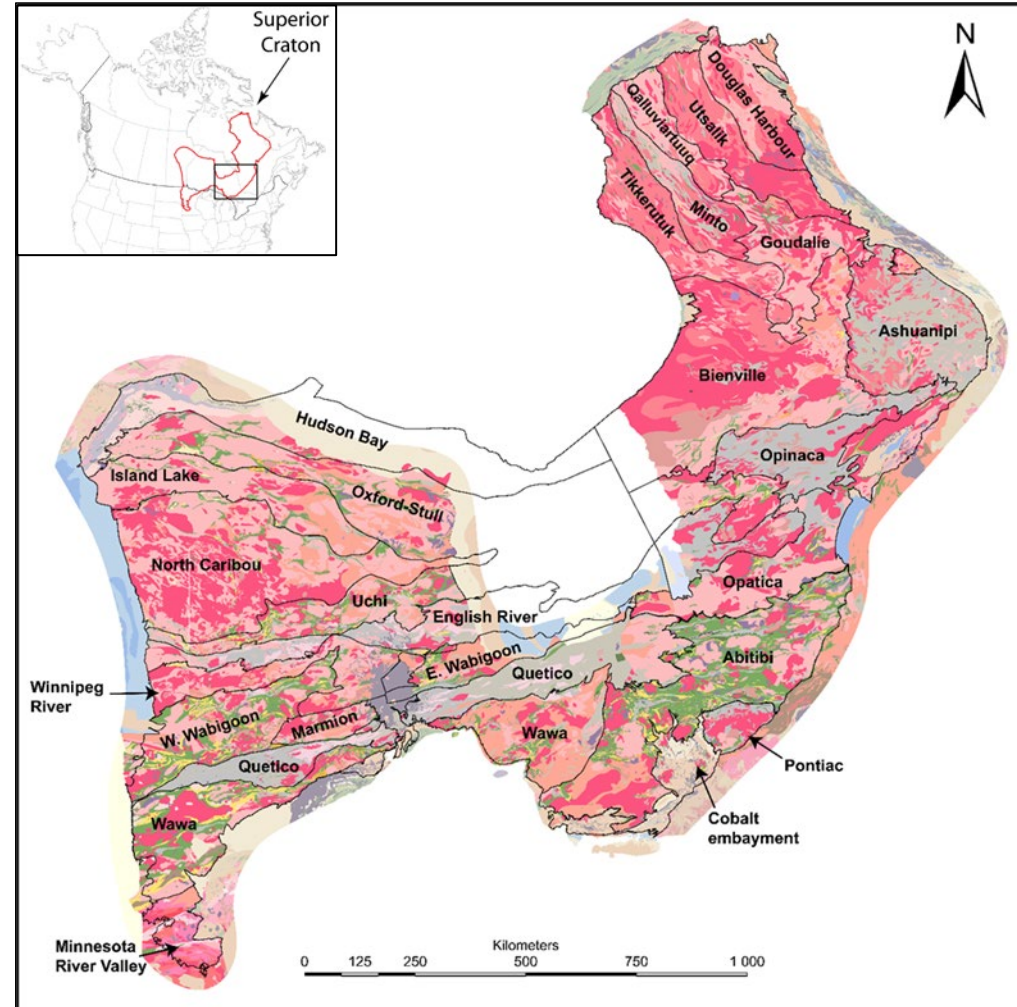 Superior
Craton
N
Douglas Harbour
Utsalik
Qalluviartuuq
Tikkerutuk
Minto
Goudalie
Ashuanipi
Bienville
Hudson Bay
Opinaca
Island Lake
Oxford-Stull
North Caribou
Uchi
Opatica
English River
Abitibi
E. Wabigoon
Quetico
Winnipeg
River
W. Wabigoon
Marmion
Wawa
Quetico
Pontiac
Wawa
Cobalt
embayment
Minnesota
River Valley
Kilometers
0 125 250 500 750 1 000